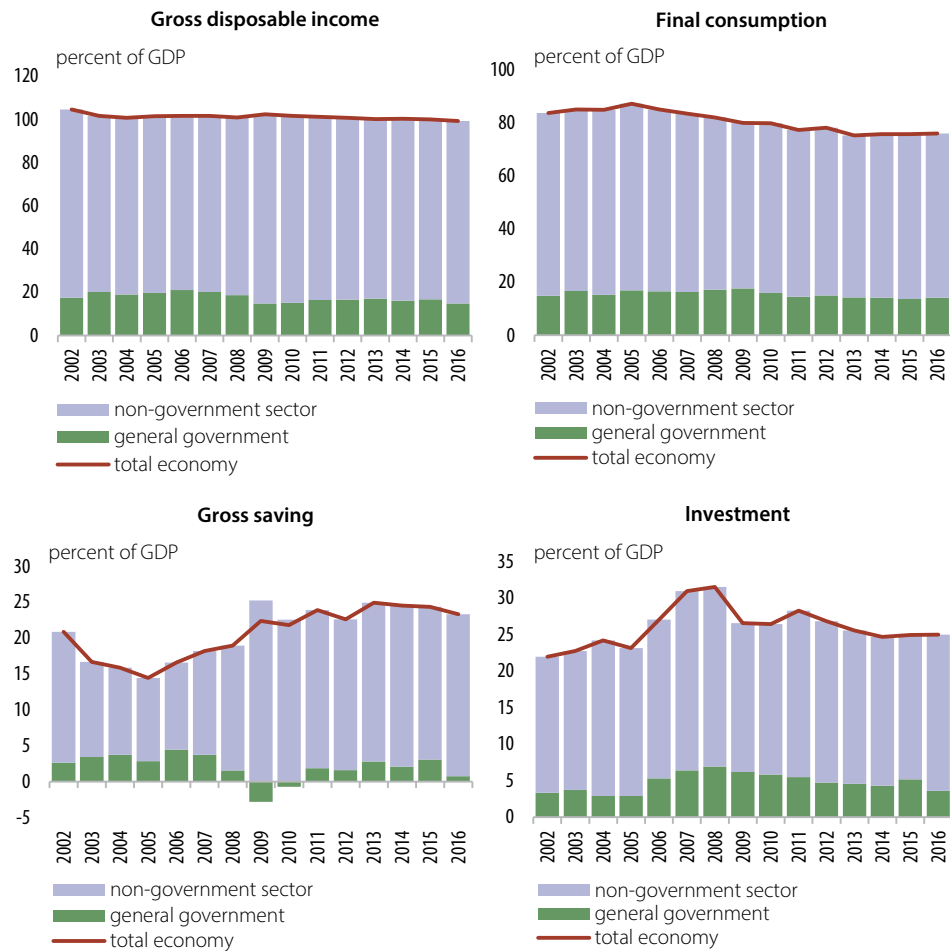 Gross disposable income
percent of GDP
120
100
80
60
40
20
0
2002 2003 2004 2005 2006 2007 2008 2009 2010 2011 2012 2013 2014 2015 2016
non-government sector
general government
total economy
Final consumption
percent of GDP
100
80
60
40
20
0
2002 2003 2004 2005 2006 2007 2008 2009 2010 2011 2012 2013 2014 2015 2016
non-government sector
general government
total economy
Gross saving
percent of GDP
30
25
20
15
10
5
0
-5
2002 2003 2004 2005 2006 2007 2008 2009 2010 2011 2012 2013 2014 2015 2016
non-government sector
general government
total economy
Investment
percent of GDP
35
30
25
20
15
10
5
0
2002 2003 2004 2005 2006 2007 2008 2009 2010 2011 2012 2013 2014 2015 2016
non-government sector
general government
total economy